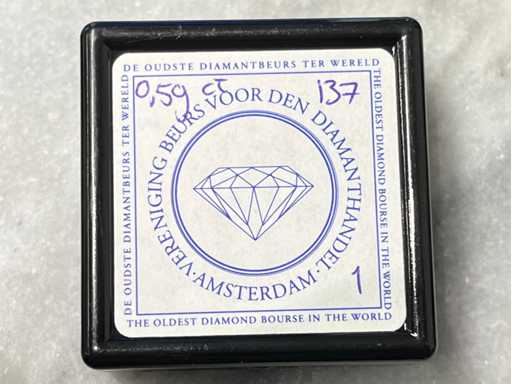 DE OUDSTE DIAMANTBEURS TER WERELD
0,59 ct
137
DE OUDSTE DIAMANTBEURS TER WERELD
THE OLDEST DIAMOND BOURSE IN THE WORLD
VERENIGING BEURS VOOR DEN DIAMANTHANDEL
· AMSTERDAM ·
1
THE OLDEST DIAMOND BOURSE IN THE WORLD